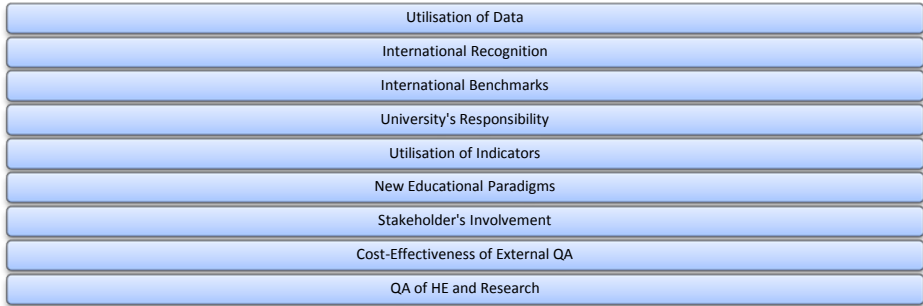 Utilisation of Data
International Recognition
International Benchmarks
University's Responsibility
Utilisation of Indicators
New Educational Paradigms
Stakeholder's Involvement
Cost-Effectiveness of External QA
QA of HE and Research